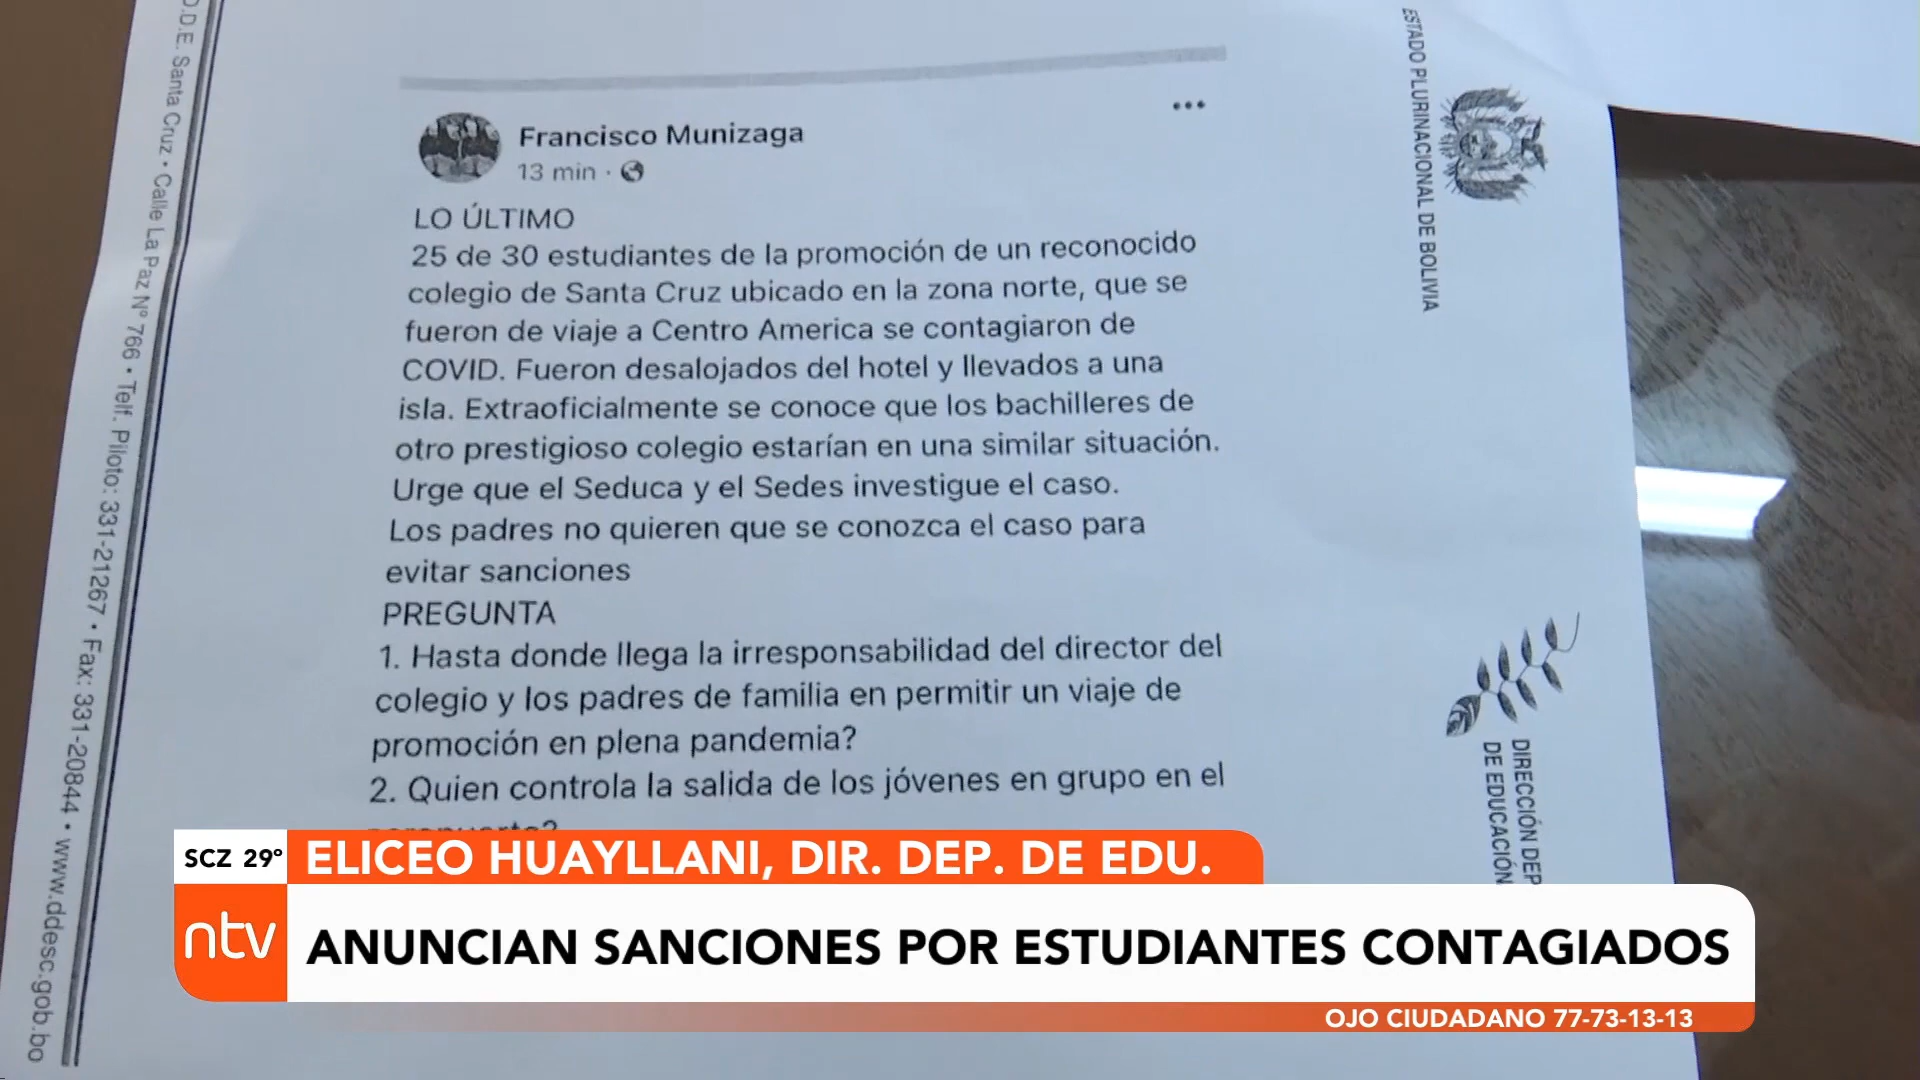 D.D.E. Santa Cruz • Calle La Paz Nº 766 • Telf. Piloto: 331-21267 • Fax: 331-20844 • www.ddesc.gob.bo
Francisco Munizaga
13 min ·
LO ÚLTIMO
25 de 30 estudiantes de la promoción de un reconocido
colegio de Santa Cruz ubicado en la zona norte, que se
fueron de viaje a Centro America se contagiaron de
COVID. Fueron desalojados del hotel y llevados a una
isla. Extraoficialmente se conoce que los bachilleres de
otro prestigioso colegio estarían en una similar situación.
Urge que el Seduca y el Sedes investigue el caso.
Los padres no quieren que se conozca el caso para
evitar sanciones
PREGUNTA
1. Hasta donde llega la irresponsabilidad del director del
colegio y los padres de familia en permitir un viaje de
promoción en plena pandemia?
2. Quien controla la salida de los jóvenes en grupo en el
ESTADO PLURINACIONAL DE BOLIVIA
DIRECCIÓN DEP
DE EDUCACIÓN
SCZ 29º
ELICEO HUAYLLANI, DIR. DEP. DE EDU.
ntv
ANUNCIAN SANCIONES POR ESTUDIANTES CONTAGIADOS
OJO CIUDADANO 77-73-13-13